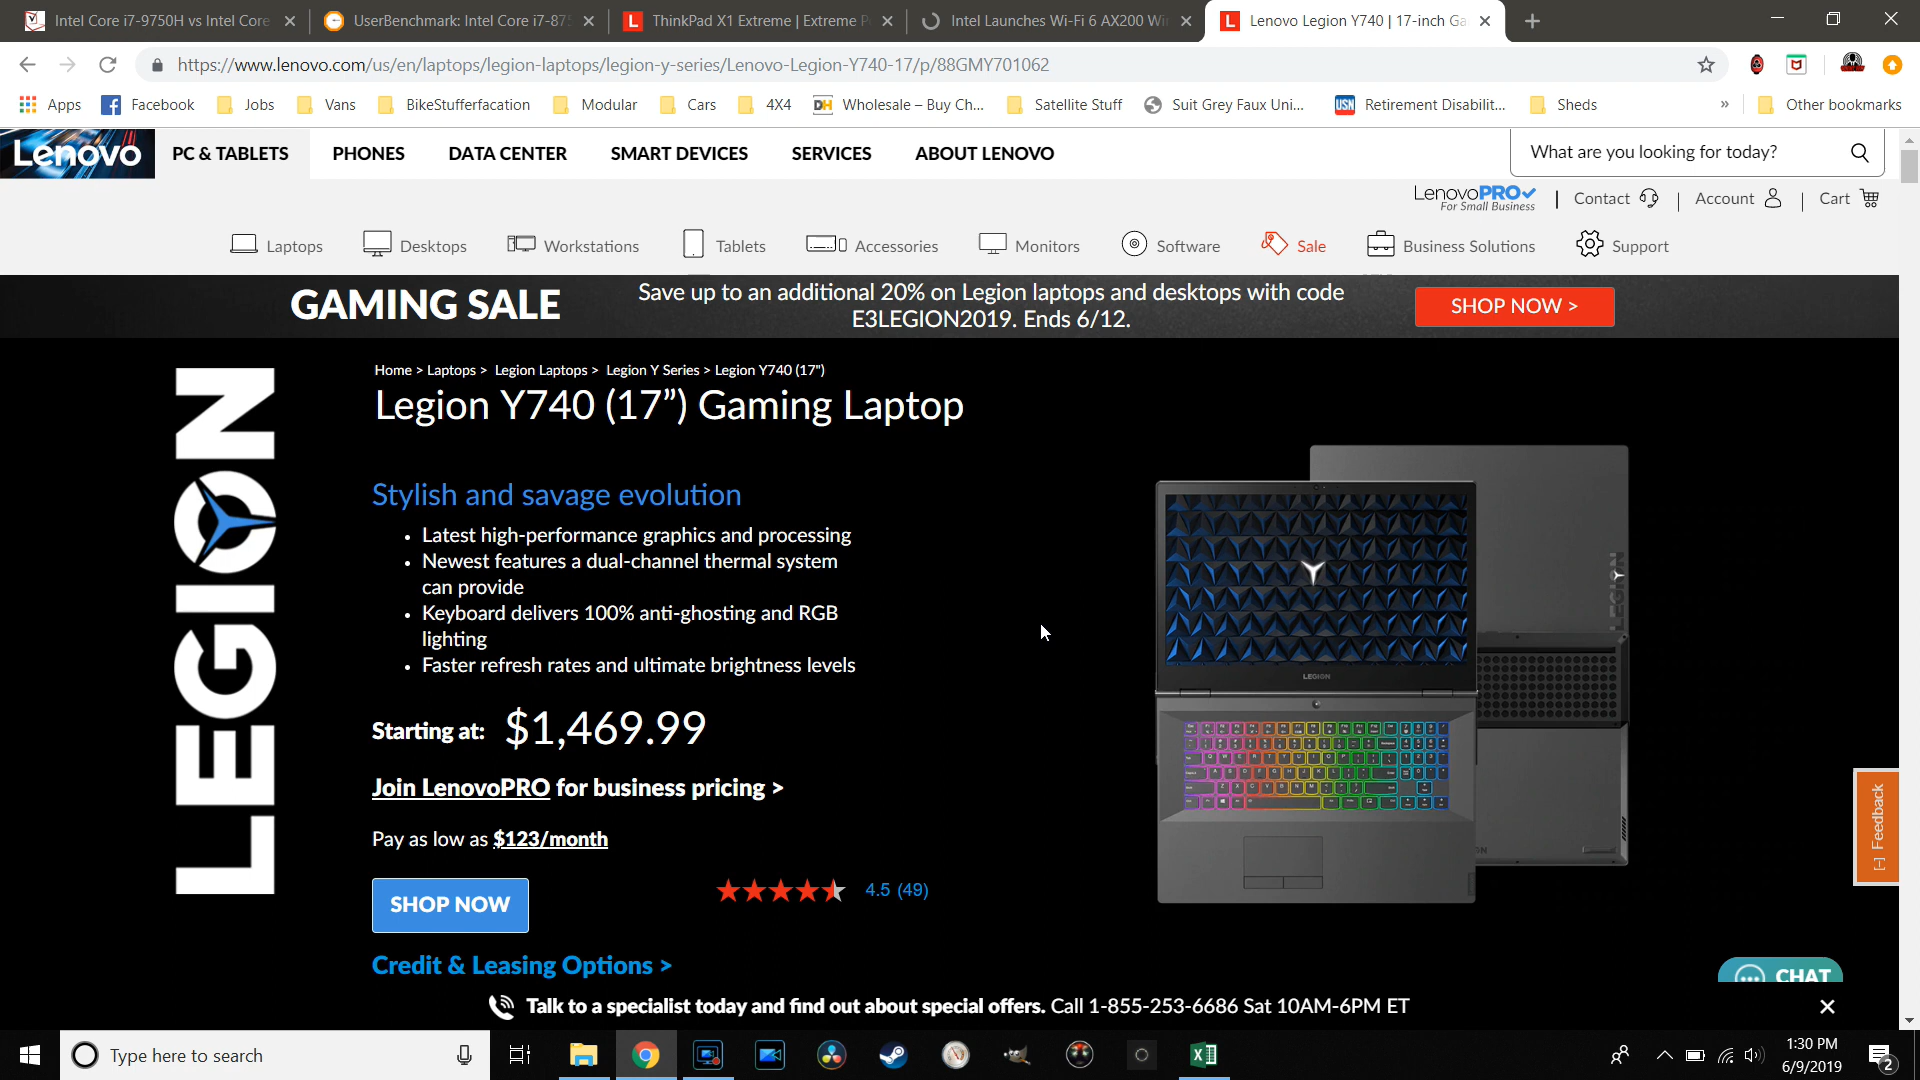 Intel Core i7-9750H vs Intel Core
UserBenchmark: Intel Core i7-87
ThinkPad X1 Extreme | Extreme P
Intel Launches Wi-Fi 6 AX200 Wi
Lenovo Legion Y740 | 17-inch Ga
https://www.lenovo.com/us/en/laptops/legion-laptops/legion-y-series/Lenovo-Legion-Y740-17/p/88GMY701062
Apps
Facebook
Jobs
Vans
BikeStufferfacation
Modular
Cars
4X4
DH Wholesale – Buy Ch...
Satellite Stuff
Suit Grey Faux Uni...
USN Retirement Disabilit...
Sheds
»
Other bookmarks
Lenovo
PC & TABLETS
PHONES
DATA CENTER
SMART DEVICES
SERVICES
ABOUT LENOVO
What are you looking for today?
LenovoPRO
For Small Business
Contact
Account
Cart
Laptops
Desktops
Workstations
Tablets
Accessories
Monitors
Software
Sale
Business Solutions
Support
GAMING SALE
Save up to an additional 20% on Legion laptops and desktops with code
E3LEGION2019. Ends 6/12.
SHOP NOW >
LEGION
Home > Laptops > Legion Laptops > Legion Y Series > Legion Y740 (17")
Legion Y740 (17”) Gaming Laptop
Stylish and savage evolution
• Latest high-performance graphics and processing
• Newest features a dual-channel thermal system
can provide
• Keyboard delivers 100% anti-ghosting and RGB
lighting
• Faster refresh rates and ultimate brightness levels
Starting at: $1,469.99
Join LenovoPRO for business pricing >
Pay as low as $123/month
SHOP NOW
4.5 (49)
Credit & Leasing Options >
LEGION
LEGION
[-] Feedback
CHAT
Talk to a specialist today and find out about special offers. Call 1-855-253-6686 Sat 10AM-6PM ET
Type here to search
1:30 PM
6/9/2019
2